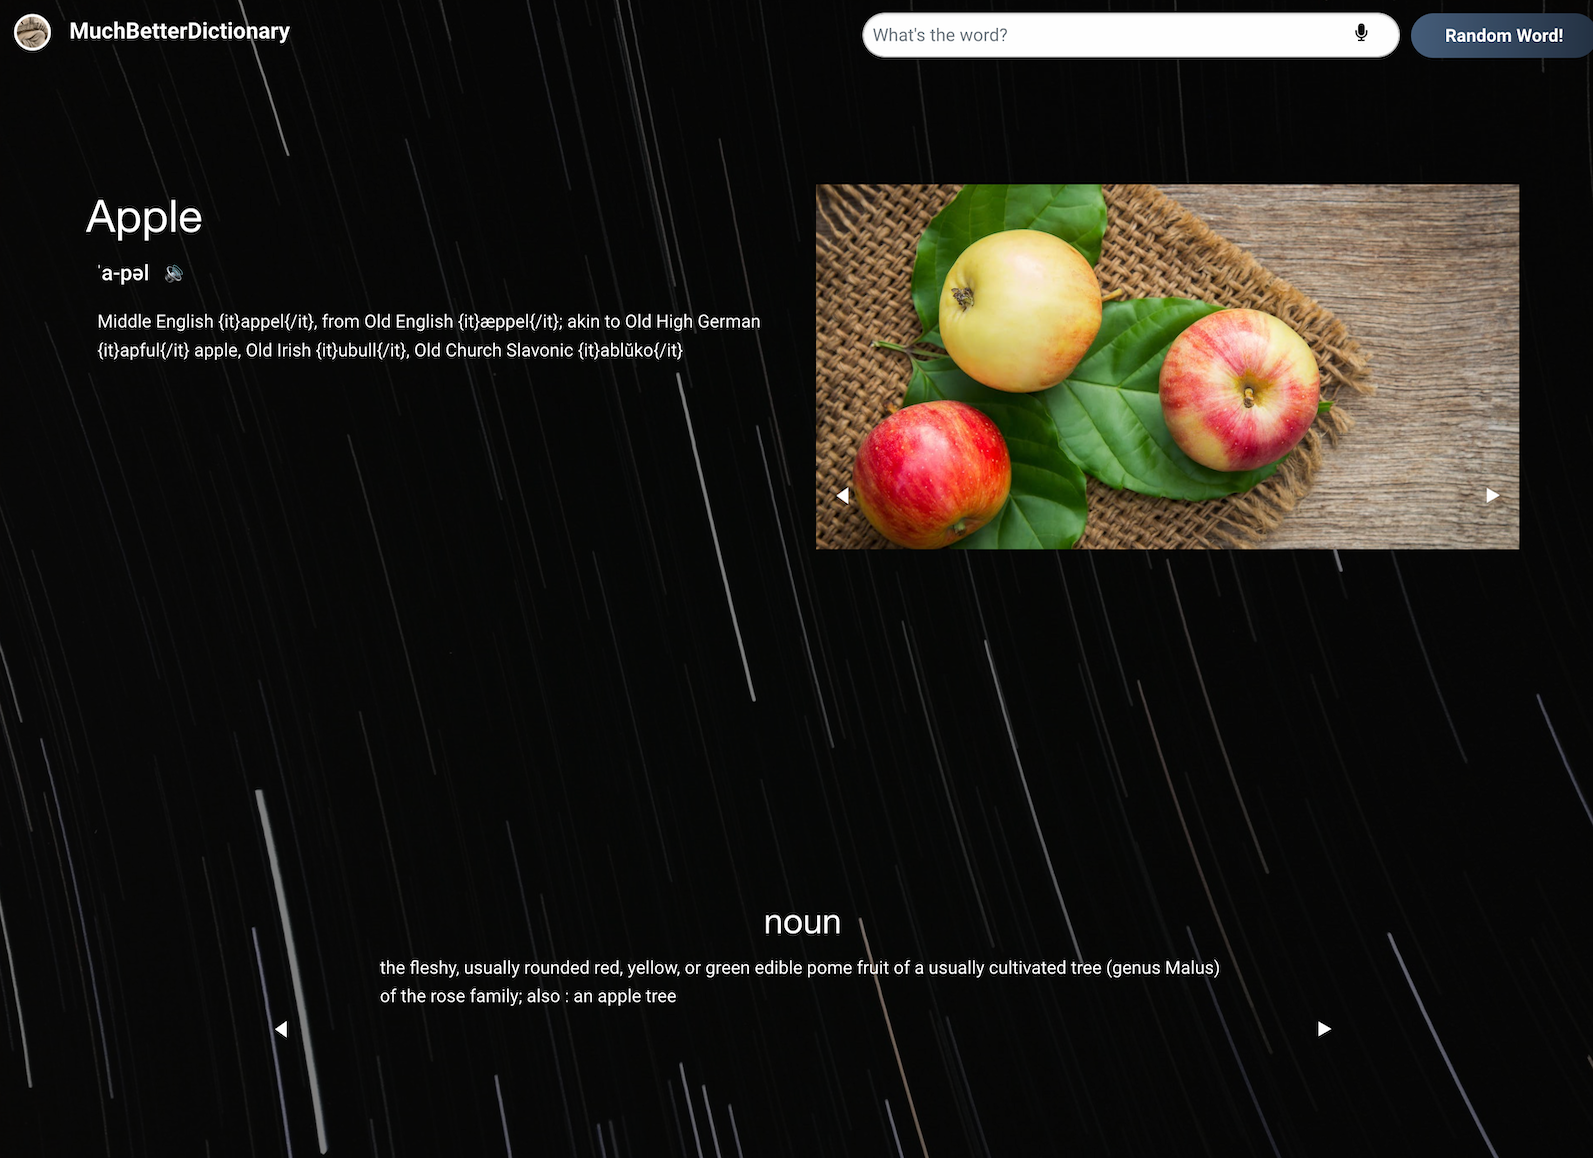 MuchBetterDictionary
What's the word?
Random Word!
Apple
ˈa-pəl
Middle English {it}appel{/it}, from Old English {it}æppel{/it}; akin to Old High German
{it}apful{/it} apple, Old Irish {it}ubull{/it}, Old Church Slavonic {it}ablŭko{/it}
noun
the fleshy, usually rounded red, yellow, or green edible pome fruit of a usually cultivated tree (genus Malus)
of the rose family; also : an apple tree